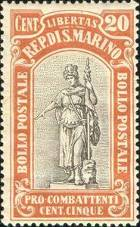 CENT. LIBERTAS 20
REP. DI S. MARINO
BOLLO POSTALE
BOLLO POSTALE
PRO COMBATTENTI
CENT. CINQUE